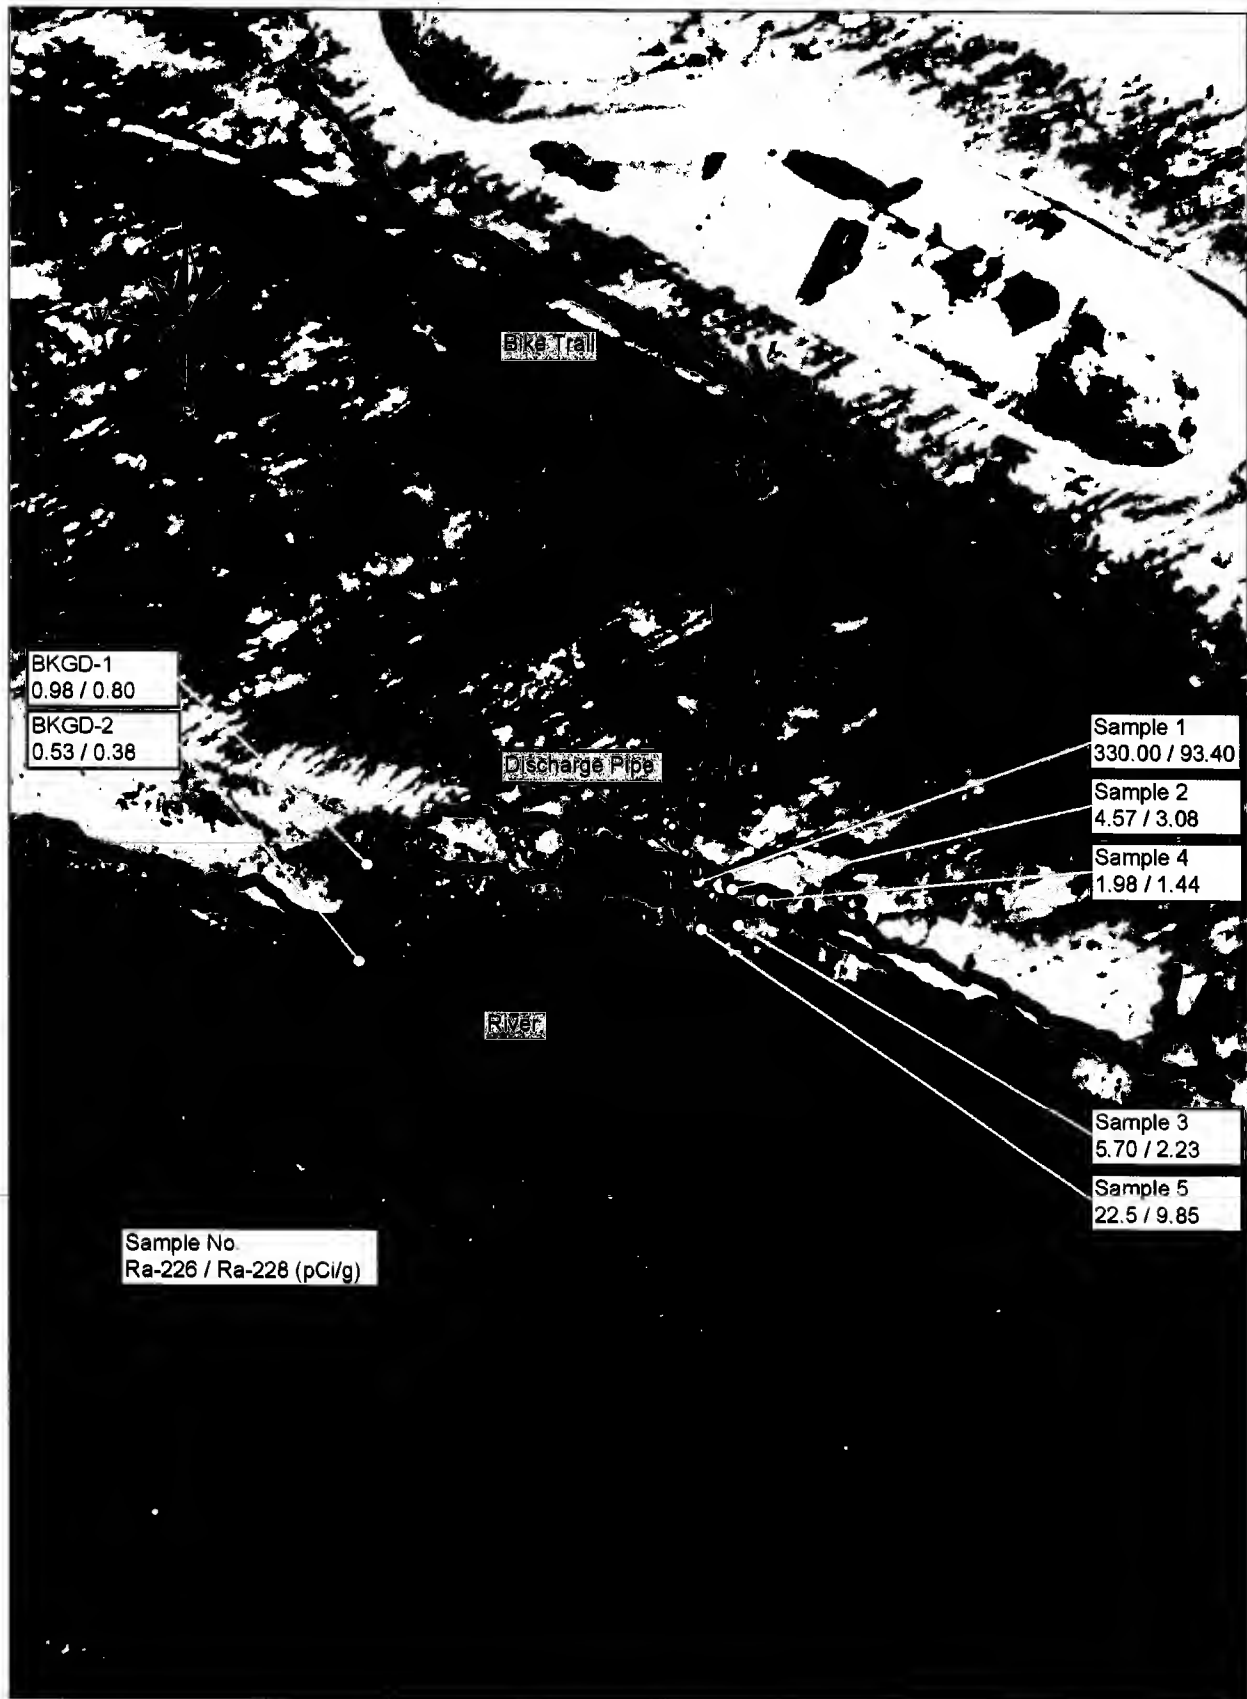 Bike Trail
BKGD-1
0.98 / 0.80
BKGD-2
0.53 / 0.38
Discharge Pipe
Sample 1
330.00 / 93.40
Sample 2
4.57 / 3.08
Sample 4
1.98 / 1.44
River
Sample 3
5.70 / 2.23
Sample 5
22.5 / 9.85
Sample No.
Ra-226 / Ra-228 (pCi/g)